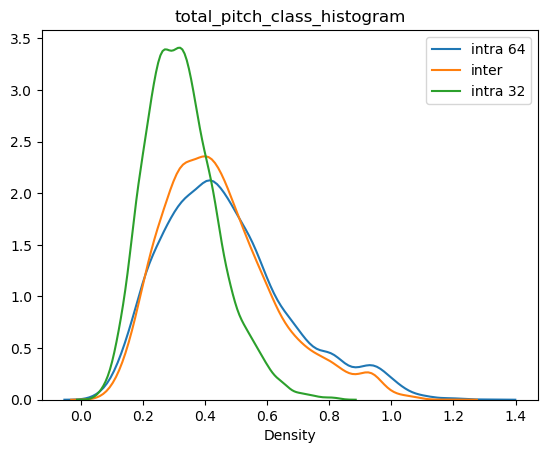 total_pitch_class_histogram
intra 64
inter
intra 32
3.5
3.0
2.5
2.0
1.5
1.0
0.5
0.0
0.0 0.2 0.4 0.6 0.8 1.0 1.2 1.4
Density